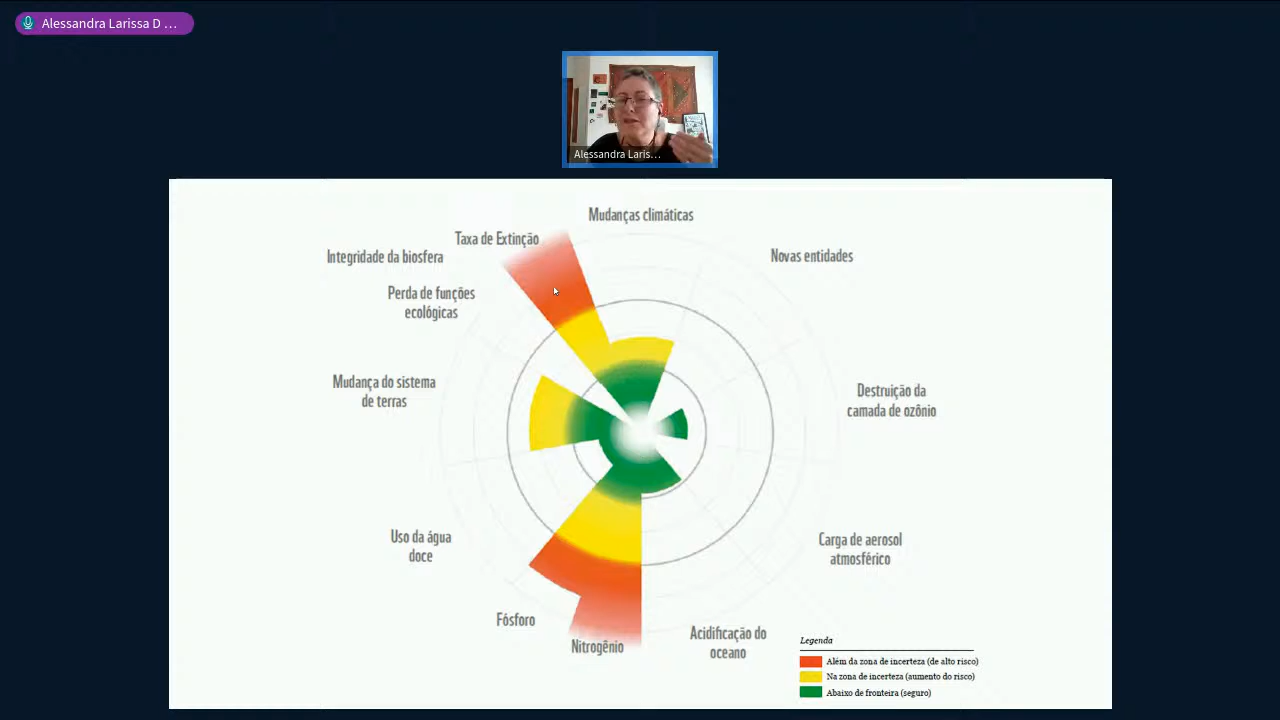 Alessandra Larissa D ...
Alessandra Laris...
Mudanças climáticas
Taxa de Extinção
Integridade da biosfera
Novas entidades
Perda de funções
ecológicas
Mudança do sistema
de terras
Destruição da
camada de ozônio
Uso da água
doce
Carga de aerosol
atmosférico
Fósforo
Nitrogênio
Acidificação do
oceano
Legenda
Além da zona de incerteza (de alto risco)
Na zona de incerteza (aumento do risco)
Abaixo de fronteira (seguro)